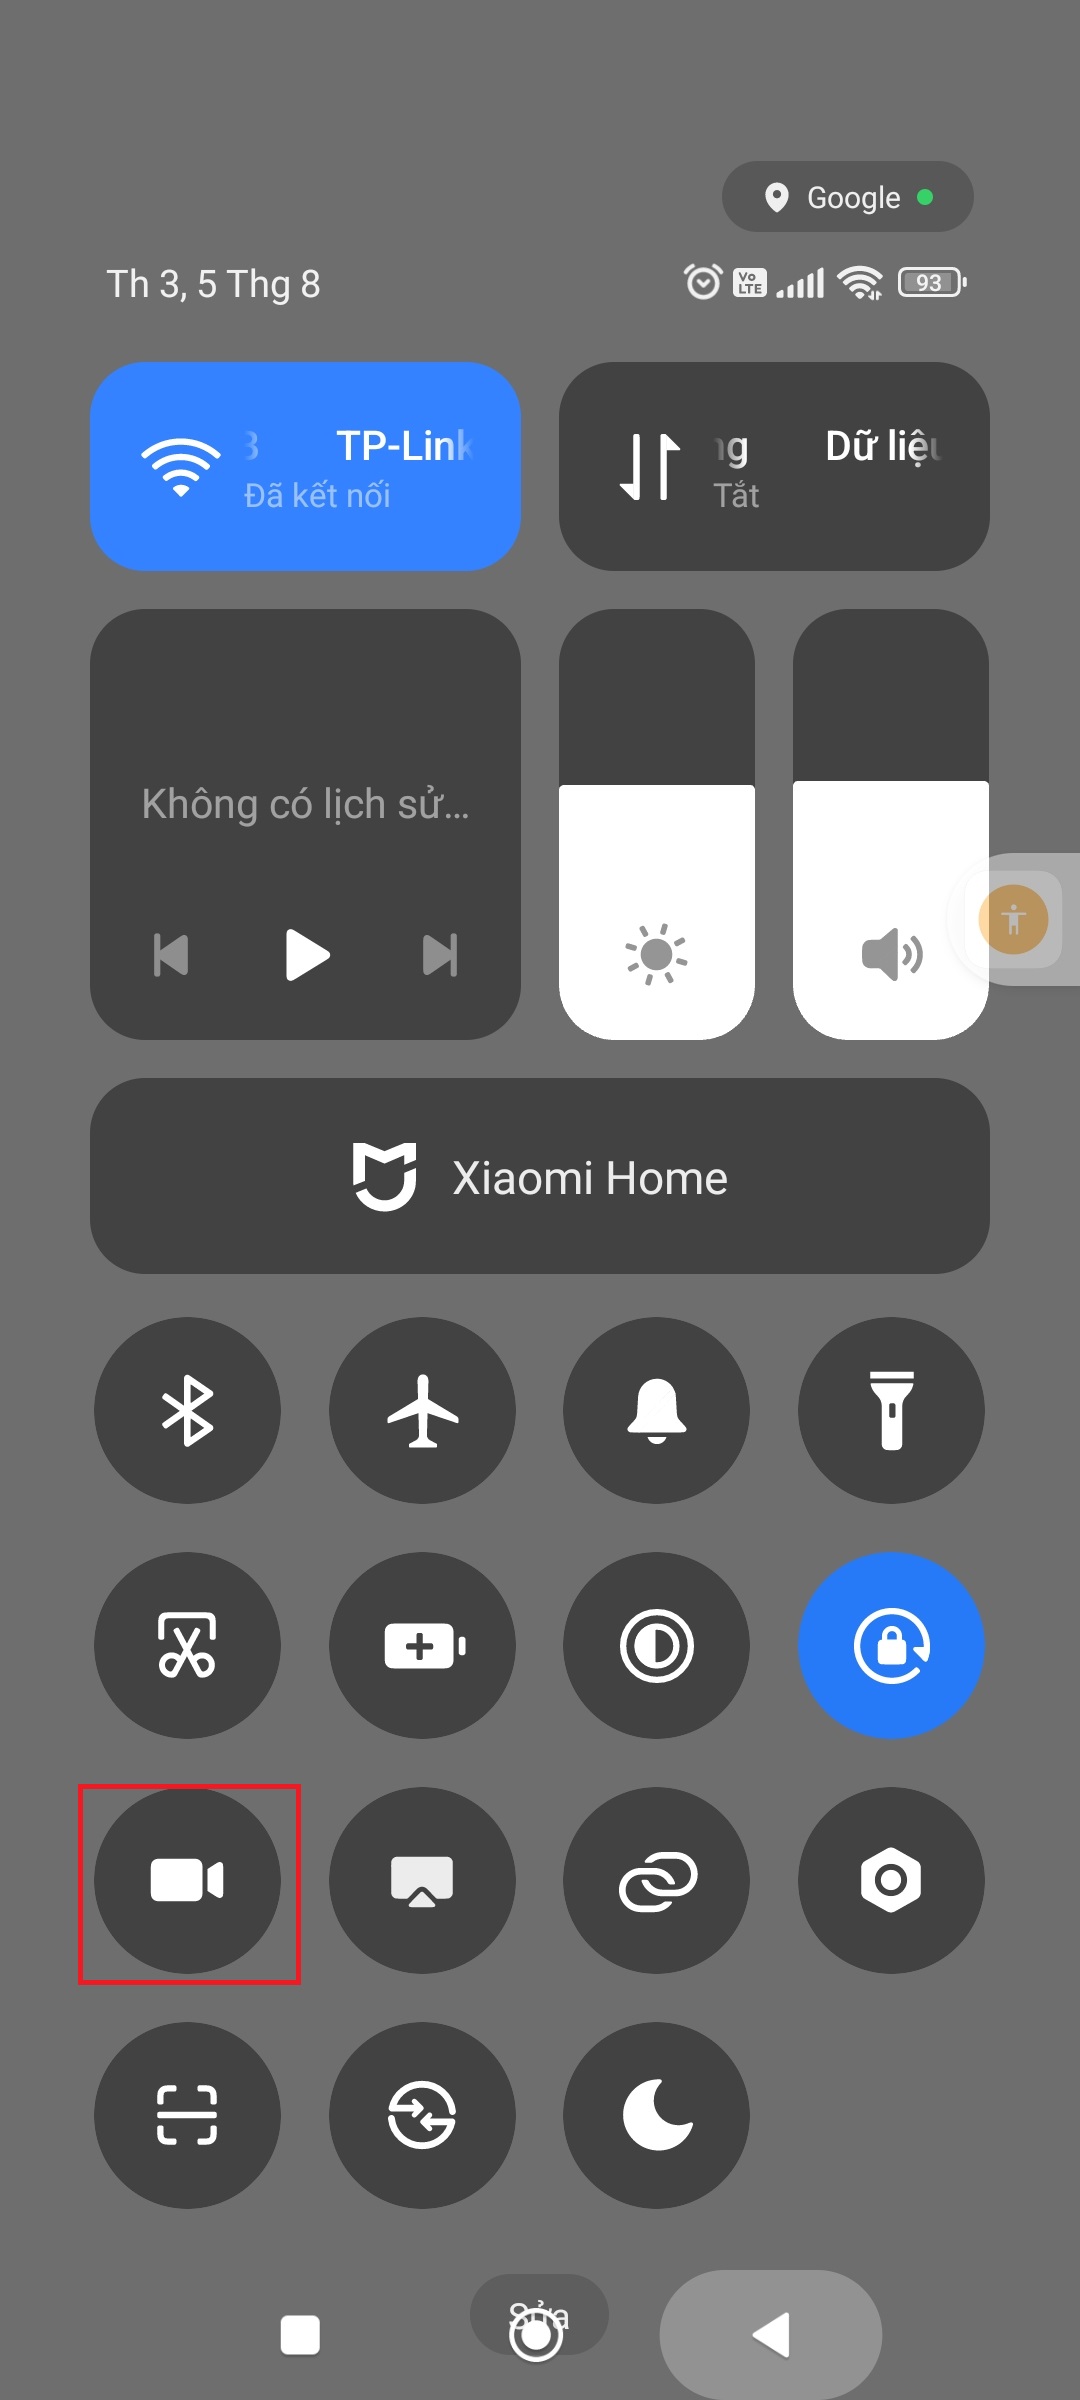 Google
Th 3, 5 Thg 8
Vo LTE
93
TP-Link
Đã kết nối
ng
Dữ liệu
Tắt
Không có lịch sử...
Xiaomi Home
Sửa